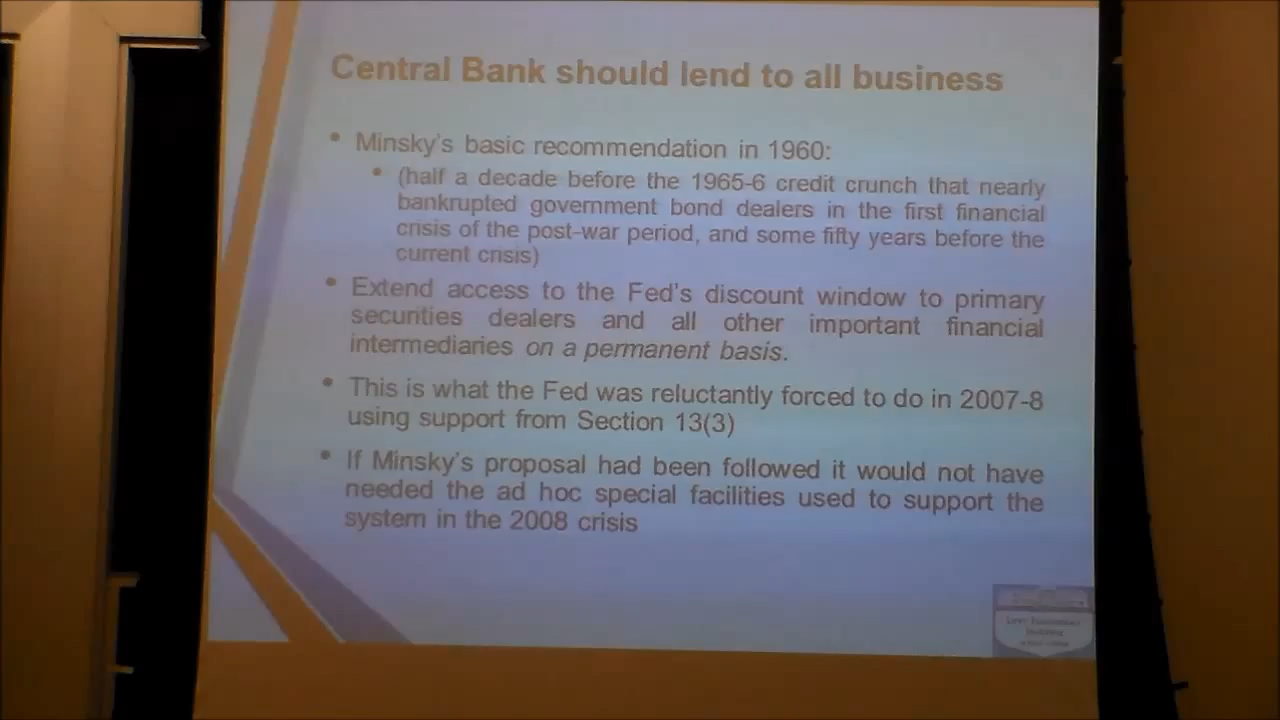 Central Bank should lend to all business
• Minsky's basic recommendation in 1960:
• (half a decade before the 1965-6 credit crunch that nearly
bankrupted government bond dealers in the first financial
crisis of the post-war period, and some fifty years before the
current crisis)
• Extend access to the Fed's discount window to primary
securities dealers and all other important financial
intermediaries on a permanent basis.
• This is what the Fed was reluctantly forced to do in 2007-8
using support from Section 13(3)
• If Minsky's proposal had been followed it would not have
needed the ad hoc special facilities used to support the
system in the 2008 crisis
Levy Economics
Institute